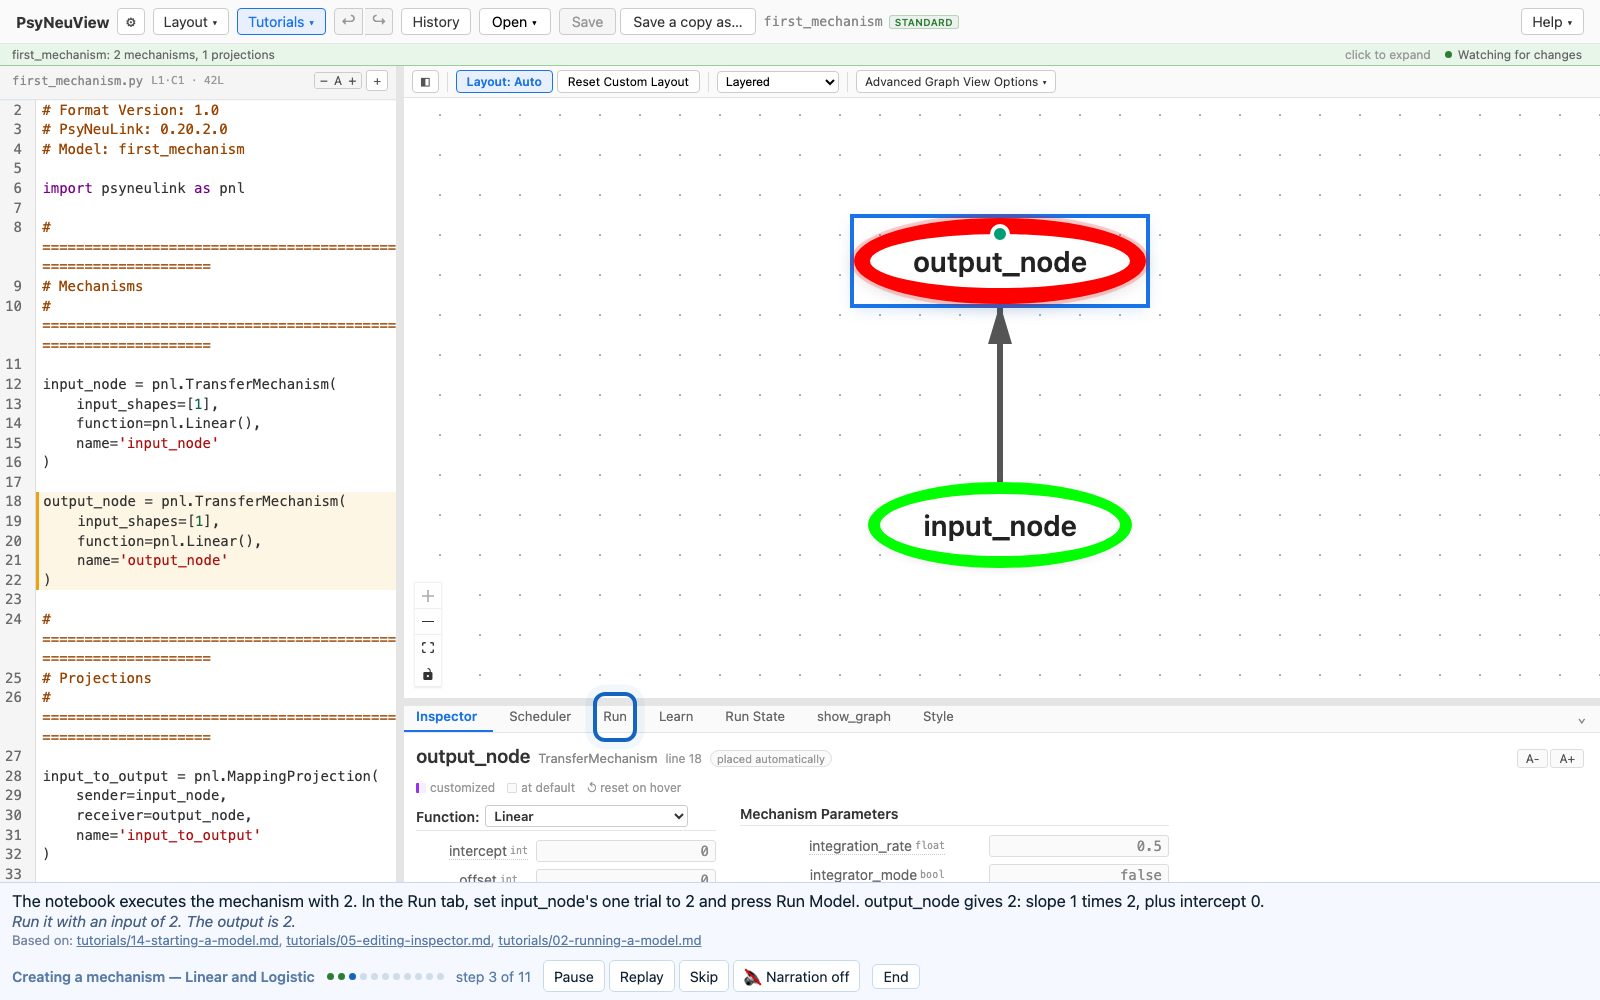 PsyNeuView
Layout ▾
Tutorials ▾
History
Open ▾
Save
Save a copy as...
first_mechanism STANDARD
Help ▾
first_mechanism: 2 mechanisms, 1 projections
click to expand
Watching for changes
first_mechanism.py L1:C1 · 42L
− A +
+
Layout: Auto
Reset Custom Layout
Layered
Advanced Graph View Options ▾
2 # Format Version: 1.0
3 # PsyNeuLink: 0.20.2.0
4 # Model: first_mechanism
5
6 import psyneulink as pnl
7
8 #
==========================================
====================
9 # Mechanisms
10 #
==========================================
====================
11
12 input_node = pnl.TransferMechanism(
13 input_shapes=[1],
14 function=pnl.Linear(),
15 name='input_node'
16 )
17
18 output_node = pnl.TransferMechanism(
19 input_shapes=[1],
20 function=pnl.Linear(),
21 name='output_node'
22 )
23
24 #
==========================================
====================
25 # Projections
26 #
==========================================
====================
27
28 input_to_output = pnl.MappingProjection(
29 sender=input_node,
30 receiver=output_node,
31 name='input_to_output'
32 )
33
output_node
input_node
Inspector
Scheduler
Run
Learn
Run State
show_graph
Style
output_node TransferMechanism line 18 placed automatically
A-
A+
customized
at default
reset on hover
Function: Linear
intercept int 0
offset int 0
Mechanism Parameters
integration_rate float 0.5
integrator_mode bool false
The notebook executes the mechanism with 2. In the Run tab, set input_node's one trial to 2 and press Run Model. output_node gives 2: slope 1 times 2, plus intercept 0.
Run it with an input of 2. The output is 2.
Based on: tutorials/14-starting-a-model.md, tutorials/05-editing-inspector.md, tutorials/02-running-a-model.md
Creating a mechanism — Linear and Logistic
step 3 of 11
Pause
Replay
Skip
Narration off
End